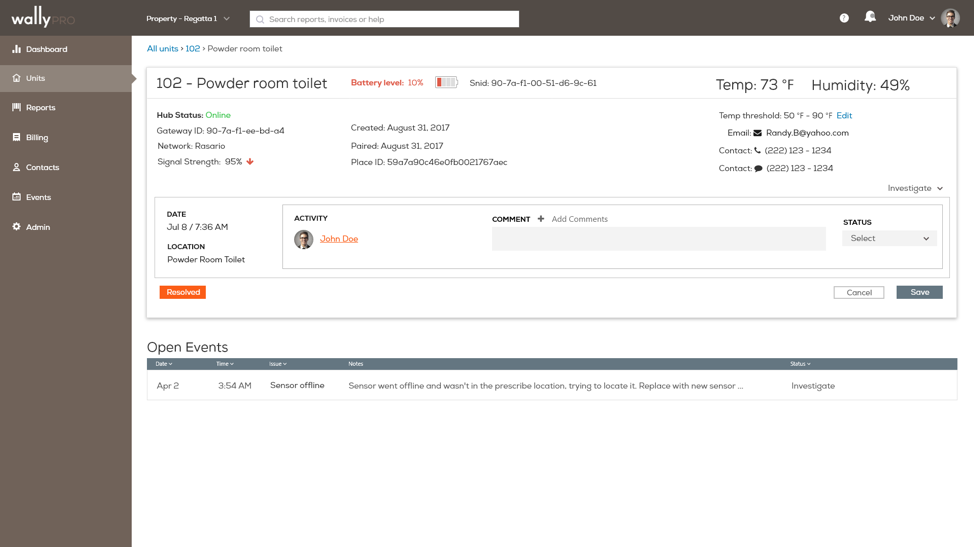 wallyPRO
Property - Regatta 1
Search reports, invoices or help
?
John Doe
Dashboard
Units
Reports
Billing
Contacts
Events
Admin
All units > 102 > Powder room toilet
102 - Powder room toilet
Battery level: 10%
Snid: 90-7a-f1-00-51-d6-9c-61
Temp: 73 °F
Humidity: 49%
Hub Status: Online
Gateway ID: 90-7a-f1-ee-bd-a4
Network: Rasario
Signal Strength: 95%
Created: August 31, 2017
Paired: August 31, 2017
Place ID: 59a7a90c46e0fb0021767aec
Temp threshold: 50 °F - 90 °F Edit
Email: Randy.B@yahoo.com
Contact: (222) 123 - 1234
Contact: (222) 123 - 1234
Investigate
DATE
Jul 8 / 7:36 AM
LOCATION
Powder Room Toilet
ACTIVITY
John Doe
COMMENT + Add Comments
STATUS
Select
Resolved
Cancel
Save
Open Events
Date Time Issue Notes Status
Apr 2 3:54 AM Sensor offline Sensor went offline and wasn't in the prescribe location, trying to locate it. Replace with new sensor ... Investigate